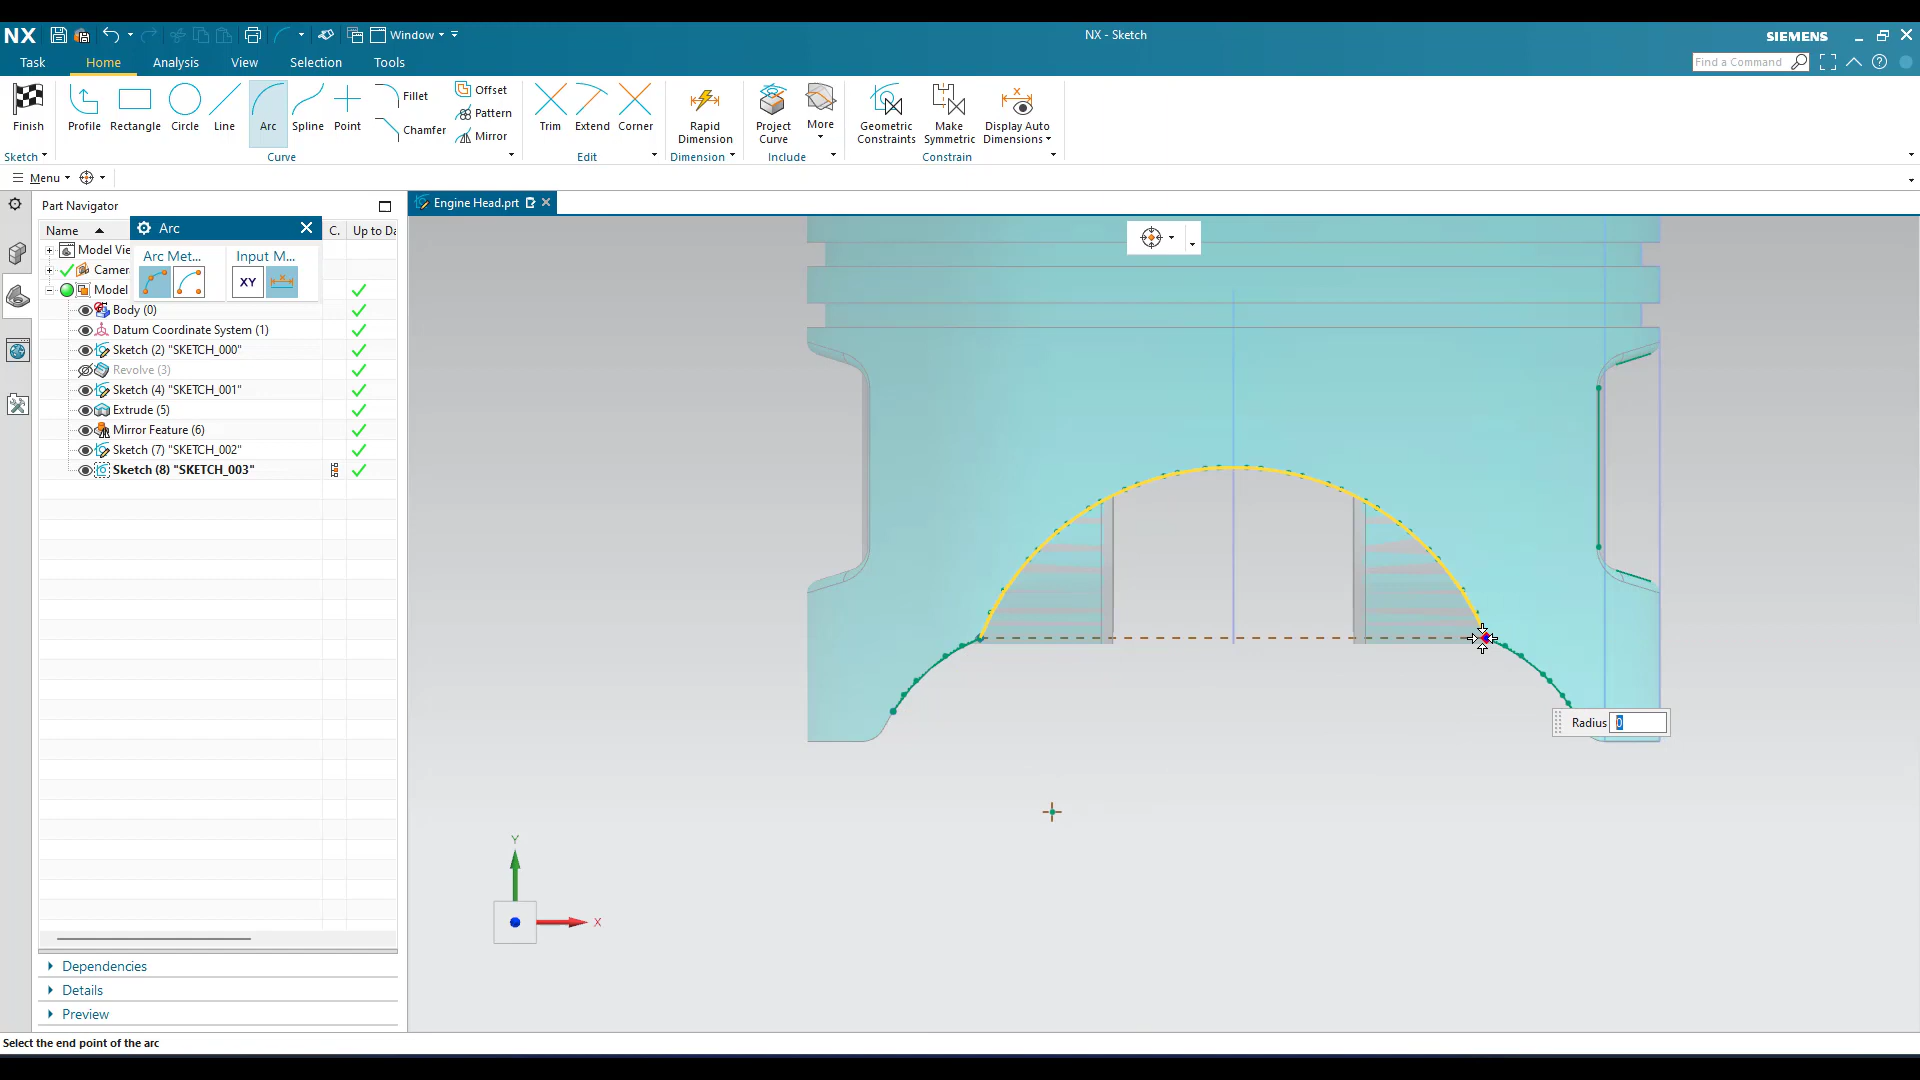 NX
Window
NX - Sketch
SIEMENS
Task
Home
Analysis
View
Selection
Tools
Find a Command
Finish
Profile
Rectangle
Circle
Line
Arc
Spline
Point
Fillet
Chamfer
Offset
Pattern
Mirror
Trim
Extend
Corner
Rapid
Dimension
Project
Curve
More
Geometric
Constraints
Make
Symmetric
Display Auto
Dimensions
Sketch
Curve
Edit
Dimension
Include
Constrain
Menu
Part Navigator
Engine Head.prt
Name
Arc
C.
Up to Da
Arc Met...
Input M...
XY
Model Vie
Camer
Model
Body (0)
Datum Coordinate System (1)
Sketch (2) "SKETCH_000"
Revolve (3)
Sketch (4) "SKETCH_001"
Extrude (5)
Mirror Feature (6)
Sketch (7) "SKETCH_002"
Sketch (8) "SKETCH_003"
Radius 0
Y
X
Dependencies
Details
Preview
Select the end point of the arc